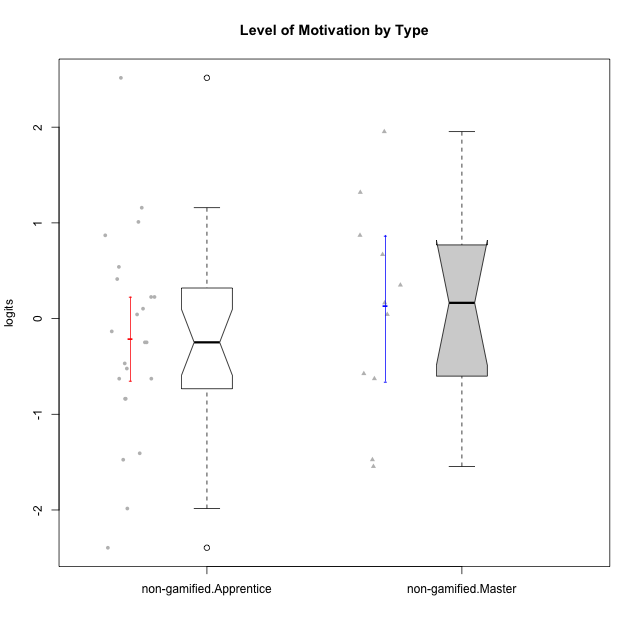 Level of Motivation by Type
logits
2
1
0
-1
-2
non-gamified.Apprentice
non-gamified.Master